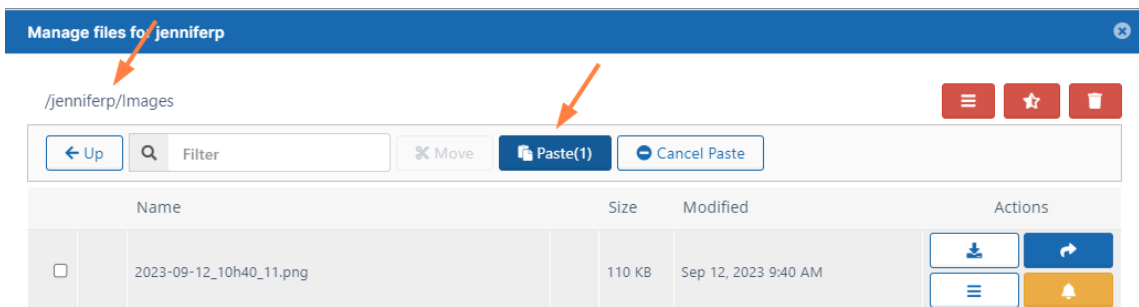 Manage files for jenniferp
/jenniferp/Images
Up Filter Move Paste(1) Cancel Paste
Name Size Modified Actions
2023-09-12_10h40_11.png 110 KB Sep 12, 2023 9:40 AM